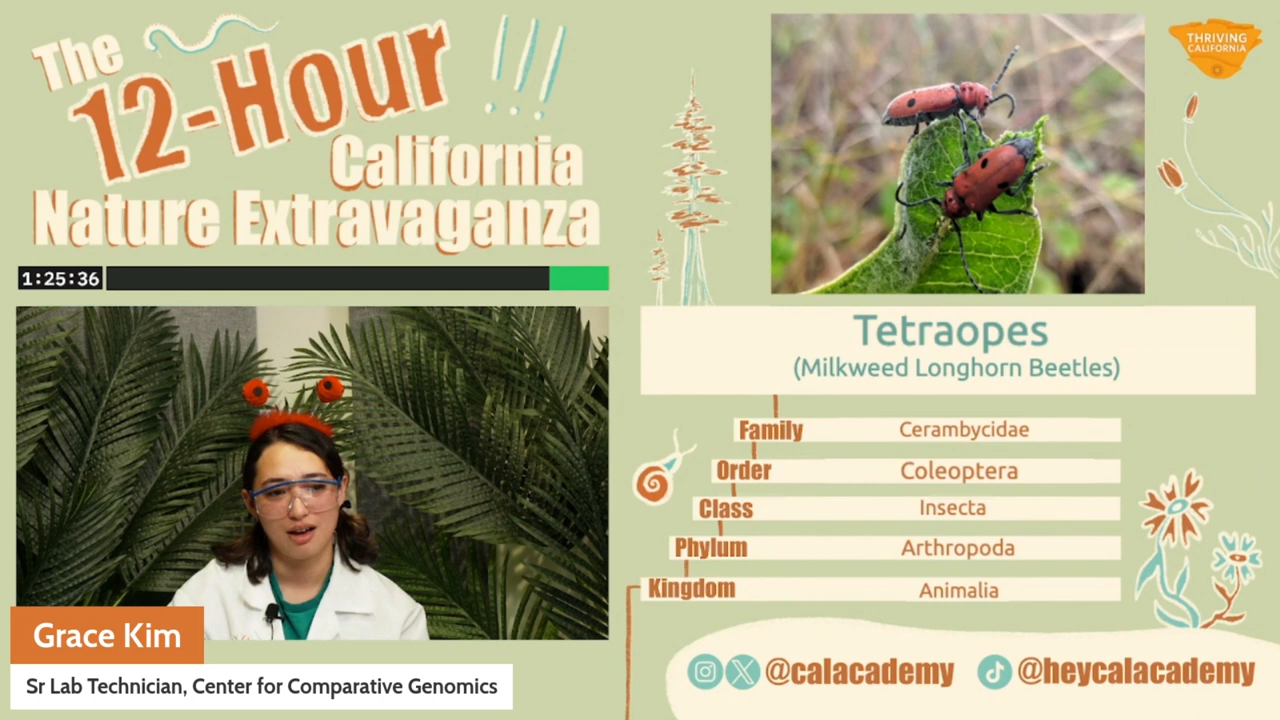 The
12-Hour!!!
California
Nature Extravaganza
1:25:36
THRIVING
CALIFORNIA
Tetraopes
(Milkweed Longhorn Beetles)
Family Cerambycidae
Order Coleoptera
Class Insecta
Phylum Arthropoda
Kingdom Animalia
Grace Kim
Sr Lab Technician, Center for Comparative Genomics
@calacademy @heycalacademy